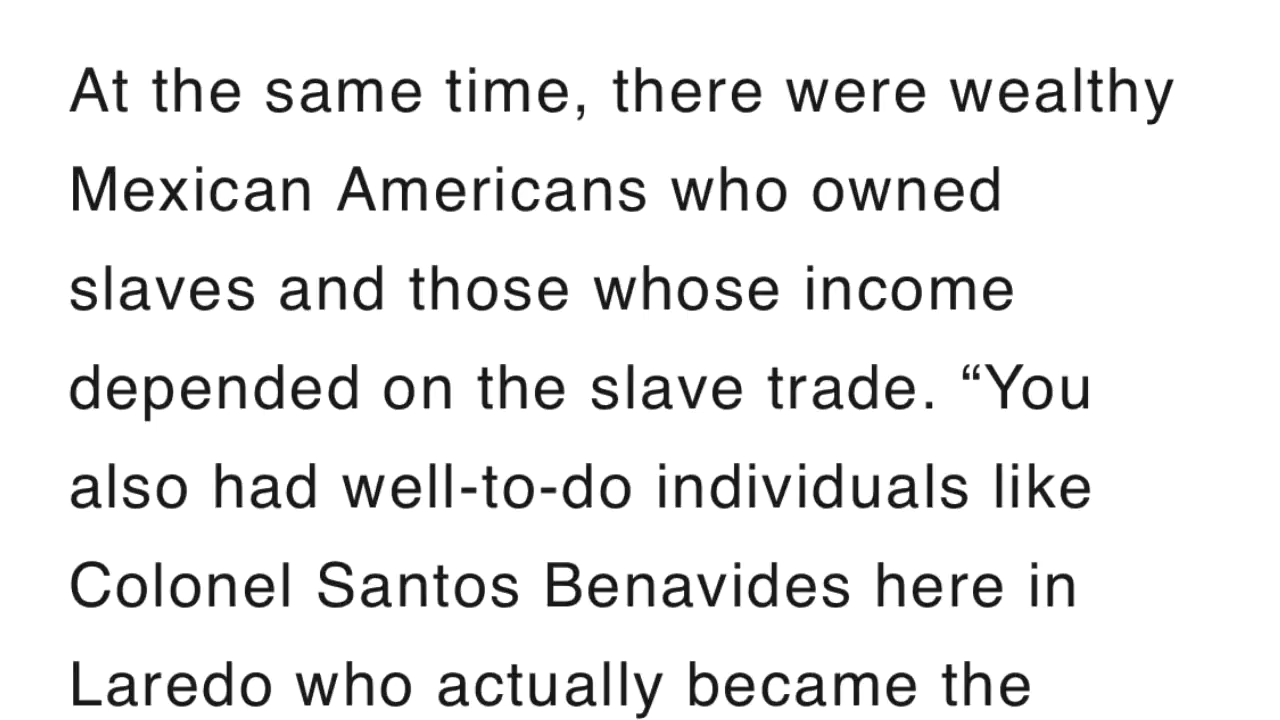 At the same time, there were wealthy
Mexican Americans who owned
slaves and those whose income
depended on the slave trade. “You
also had well-to-do individuals like
Colonel Santos Benavides here in
Laredo who actually became the